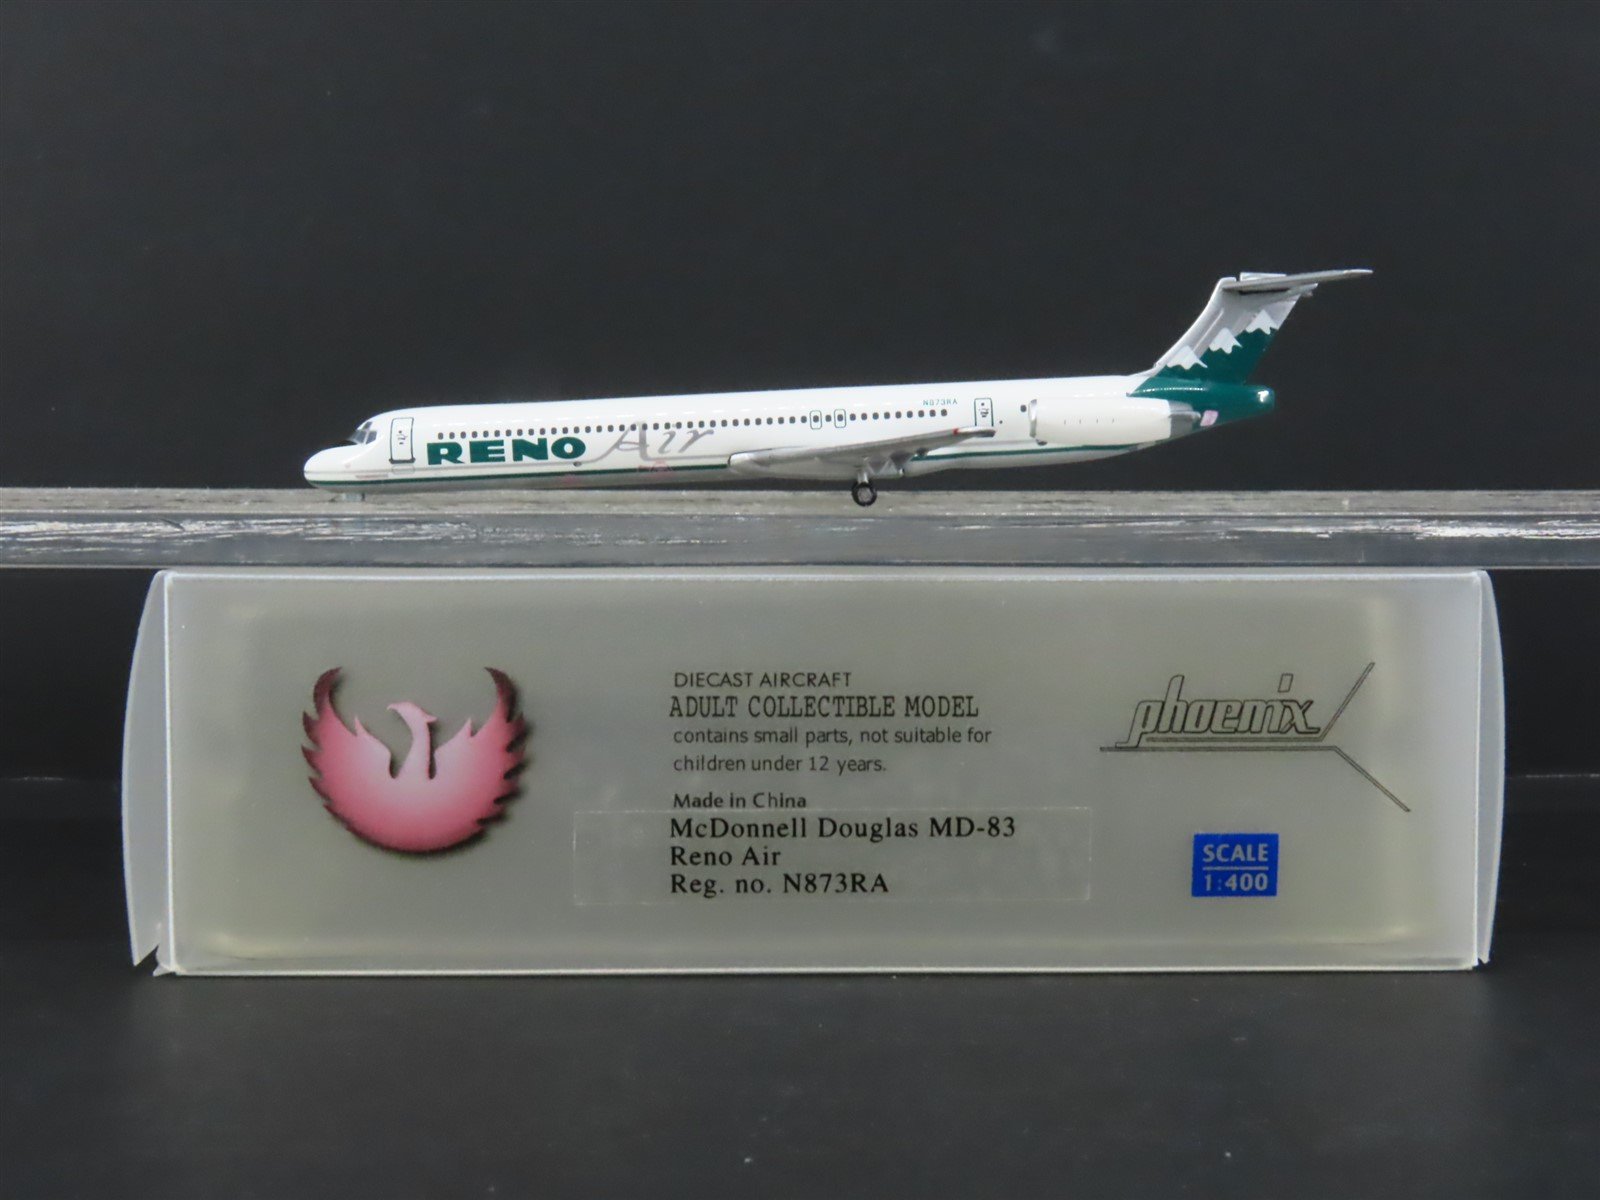 N873RA
RENO Air
DIECAST AIRCRAFT
ADULT COLLECTIBLE MODEL
contains small parts, not suitable for
children under 12 years.
Made in China
McDonnell Douglas MD-83
Reno Air
Reg. no. N873RA
phoenix
SCALE
1:400